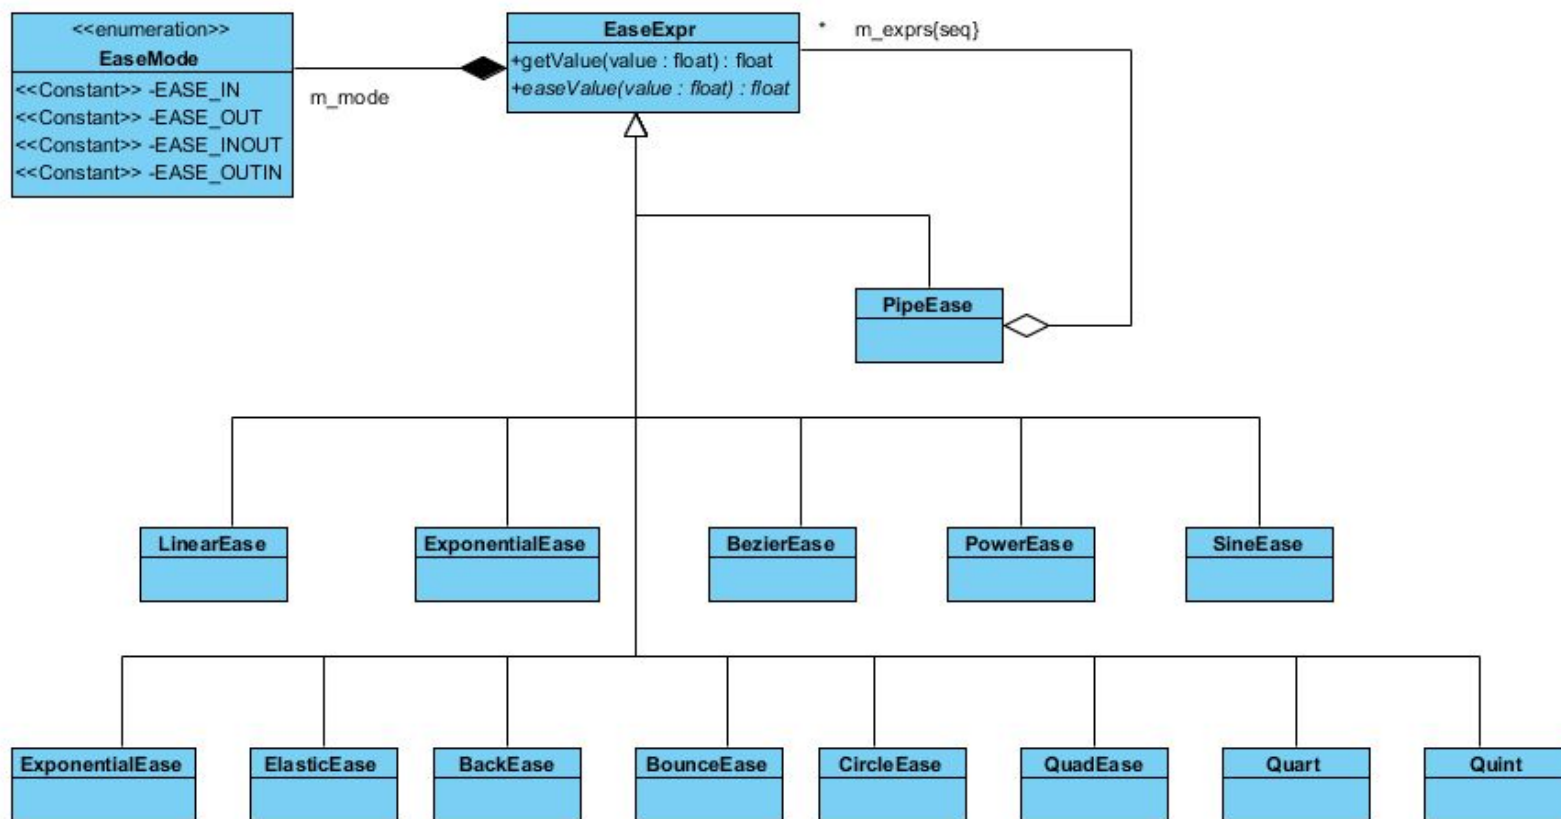 <<enumeration>>
EaseMode
<<Constant>> -EASE_IN
<<Constant>> -EASE_OUT
<<Constant>> -EASE_INOUT
<<Constant>> -EASE_OUTIN
m_mode
EaseExpr
+getValue(value : float) : float
+easeValue(value : float) : float
* m_exprs{seq}
PipeEase
LinearEase
ExponentialEase
BezierEase
PowerEase
SineEase
ExponentialEase
ElasticEase
BackEase
BounceEase
CircleEase
QuadEase
Quart
Quint